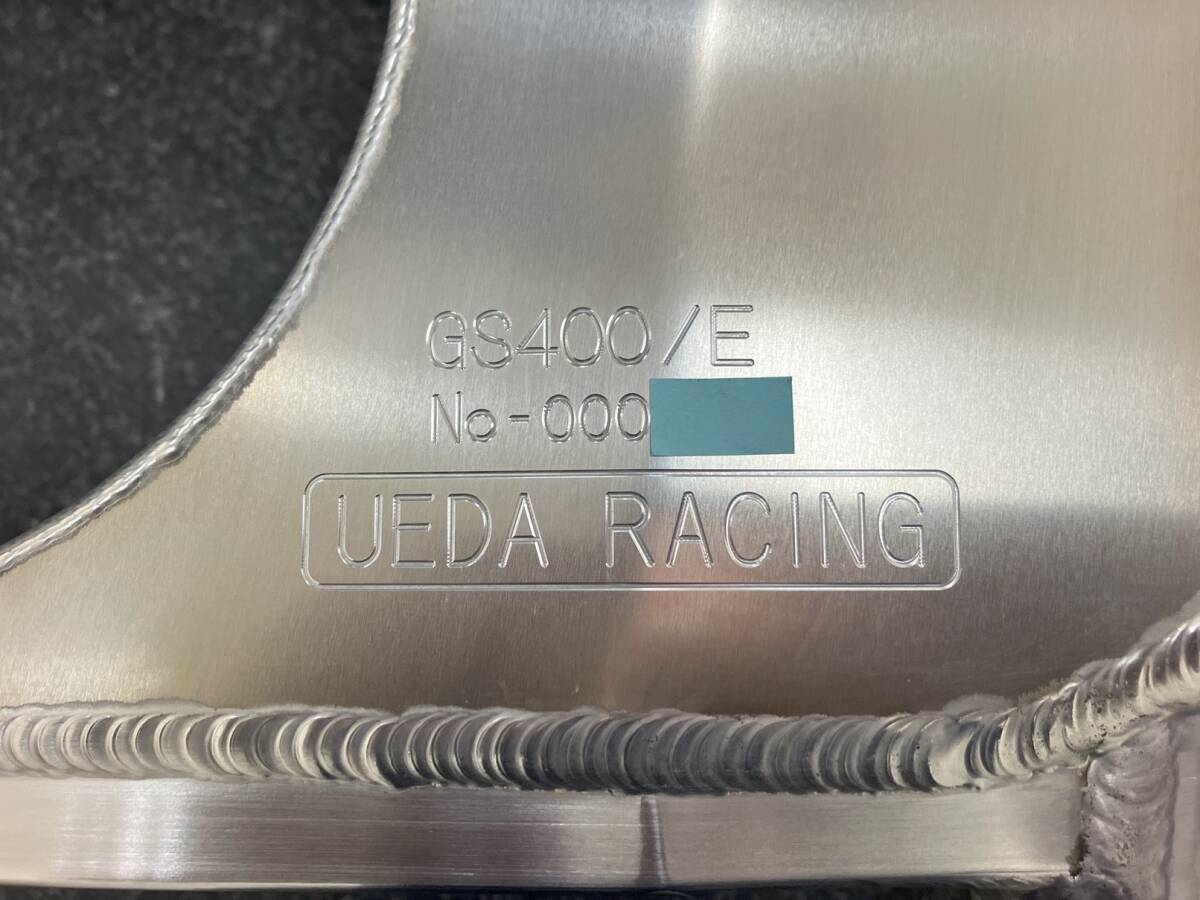 GS400/E
No-000
UEDA RACING